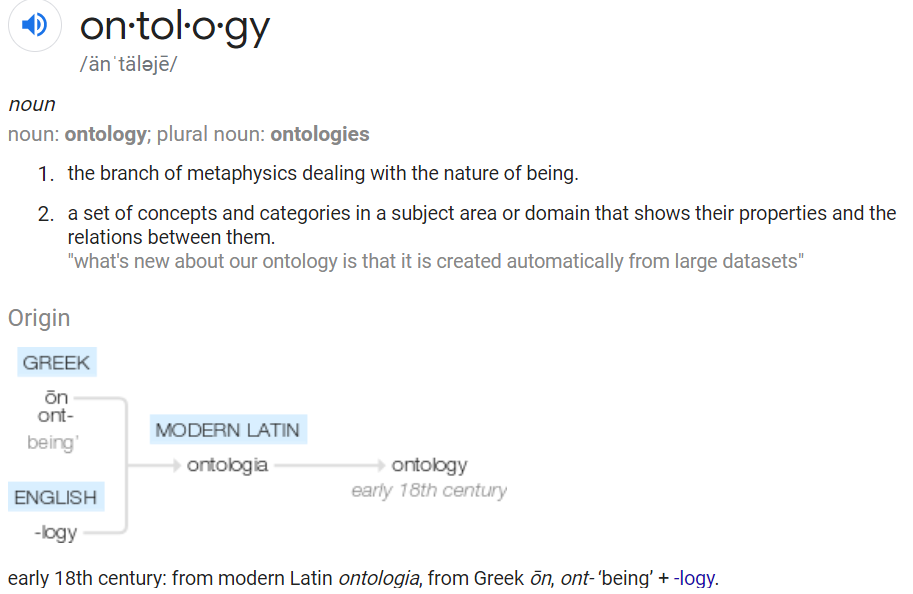 on·tol·o·gy
/änˈtäləjē/
noun
noun: ontology; plural noun: ontologies
1. the branch of metaphysics dealing with the nature of being.
2. a set of concepts and categories in a subject area or domain that shows their properties and the
relations between them.
"what's new about our ontology is that it is created automatically from large datasets"
Origin
GREEK
ōn
ont-
being’
MODERN LATIN
ontologia
ontology
early 18th century
ENGLISH
-logy
early 18th century: from modern Latin ontologia, from Greek ōn, ont- ‘being’ + -logy.